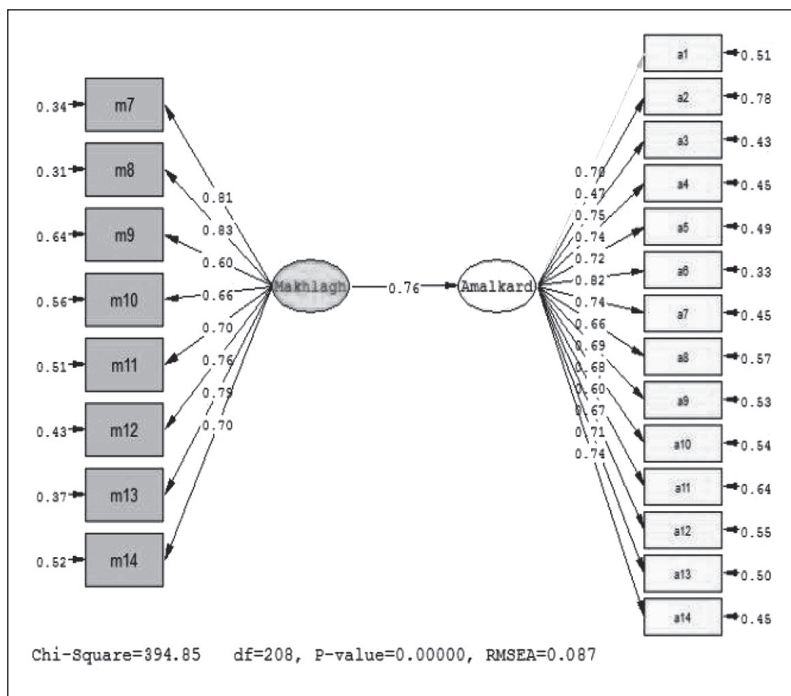 0.34 m7
0.31 m8
0.64 m9
0.56 m10
0.51 m11
0.43 m12
0.37 m13
0.52 m14
0.81
0.83
0.60
0.66
0.70
0.76
0.79
0.70
Makhlagh
0.76
Amalkard
0.70
0.47
0.75
0.74
0.72
0.82
0.74
0.66
0.69
0.68
0.60
0.67
0.71
0.74
a1 0.51
a2 0.78
a3 0.43
a4 0.45
a5 0.49
a6 0.33
a7 0.45
a8 0.57
a9 0.53
a10 0.54
a11 0.64
a12 0.55
a13 0.50
a14 0.45
Chi-Square=394.85 df=208, P-value=0.00000, RMSEA=0.087